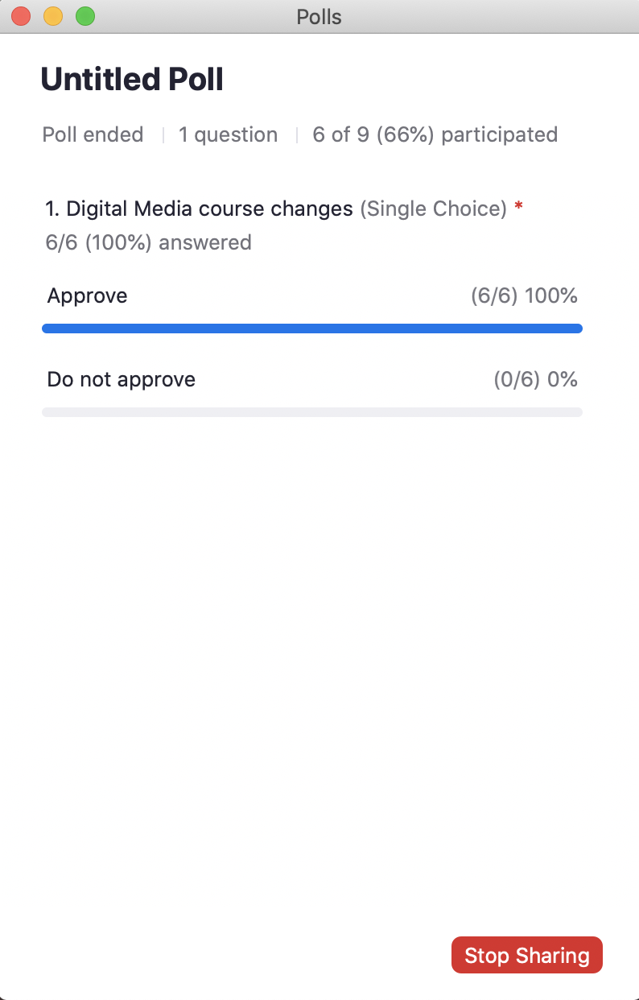 Polls
Untitled Poll
Poll ended | 1 question | 6 of 9 (66%) participated
1. Digital Media course changes (Single Choice) *
6/6 (100%) answered
Approve (6/6) 100%
Do not approve (0/6) 0%
Stop Sharing